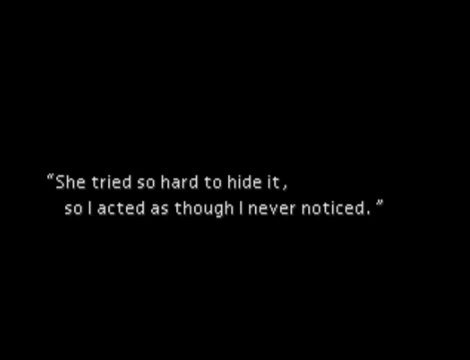 “She tried so hard to hide it,
so I acted as though I never noticed.”